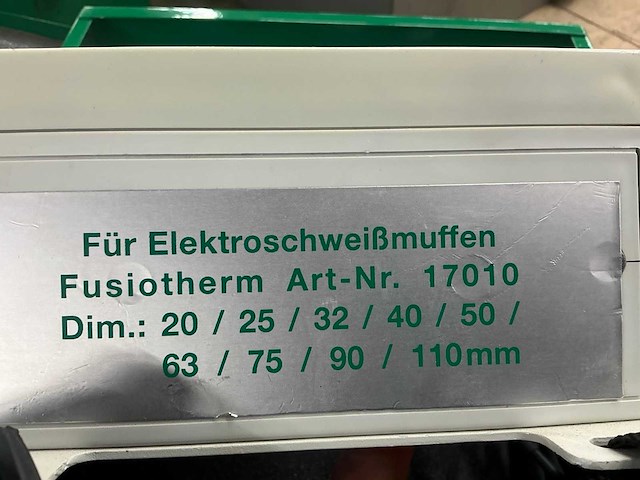 Für Elektroschweißmuffen
Fusiotherm Art-Nr. 17010
Dim.: 20 / 25 / 32 / 40 / 50 /
63 / 75 / 90 / 110mm